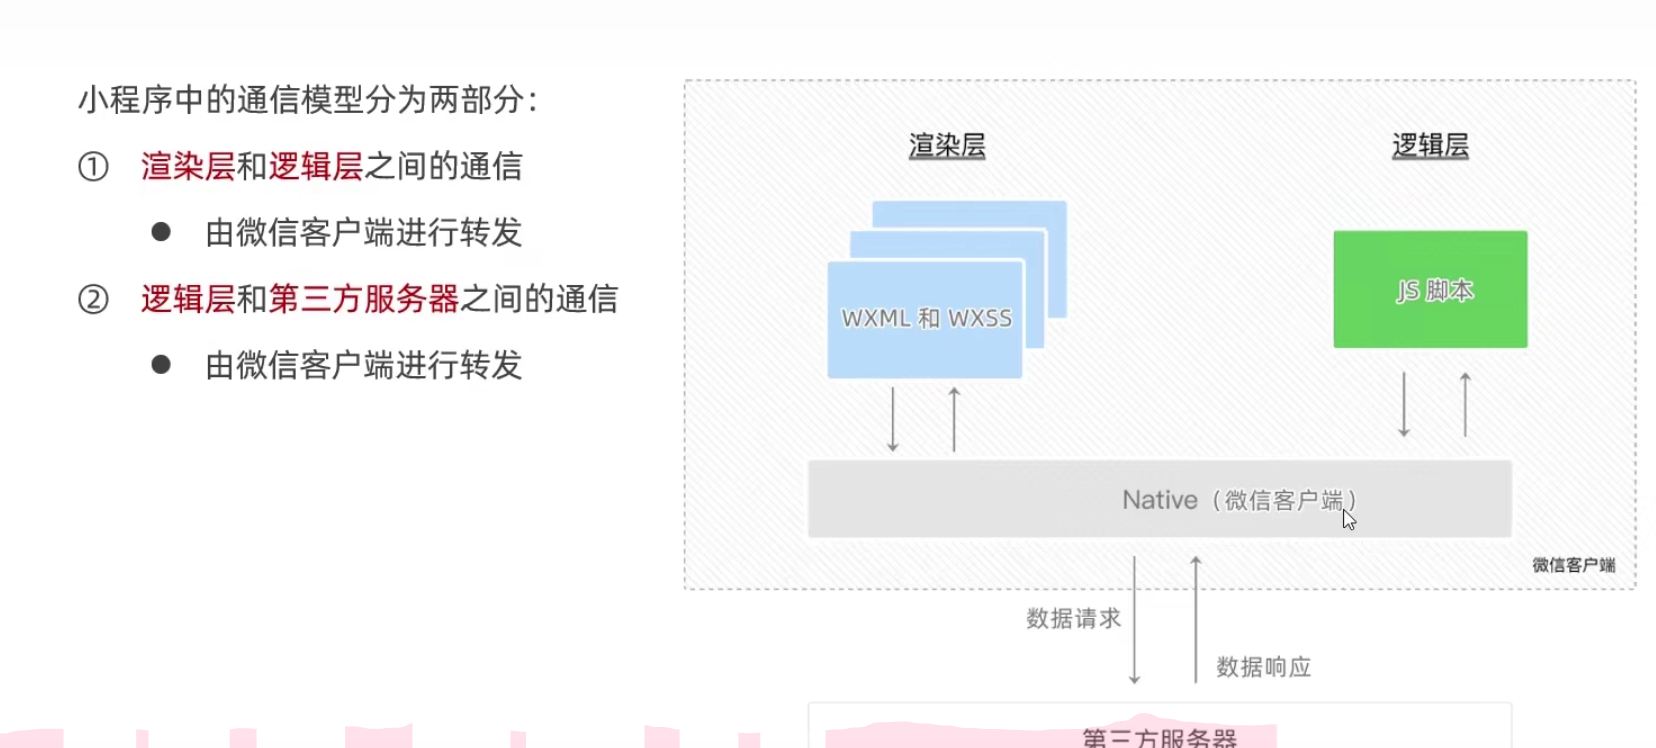 小程序中的通信模型分为两部分：
① 渲染层和逻辑层之间的通信
● 由微信客户端进行转发
② 逻辑层和第三方服务器之间的通信
● 由微信客户端进行转发
渲染层
逻辑层
WXML 和 WXSS
JS 脚本
Native（微信客户端）
微信客户端
数据请求
数据响应
第三方服务器